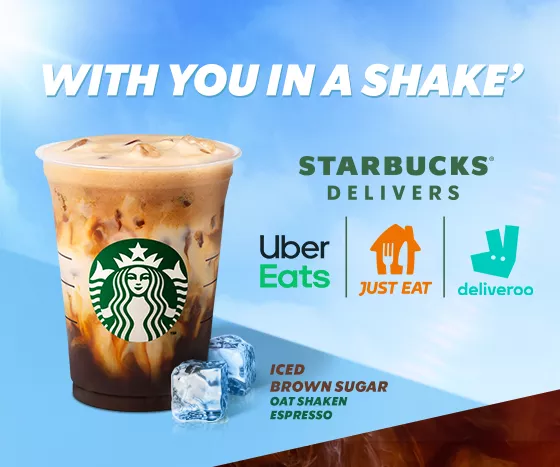 WITH YOU IN A SHAKE’
STARBUCKS®
DELIVERS
Uber
Eats
JUST EAT
deliveroo
ICED
BROWN SUGAR
OAT SHAKEN
ESPRESSO